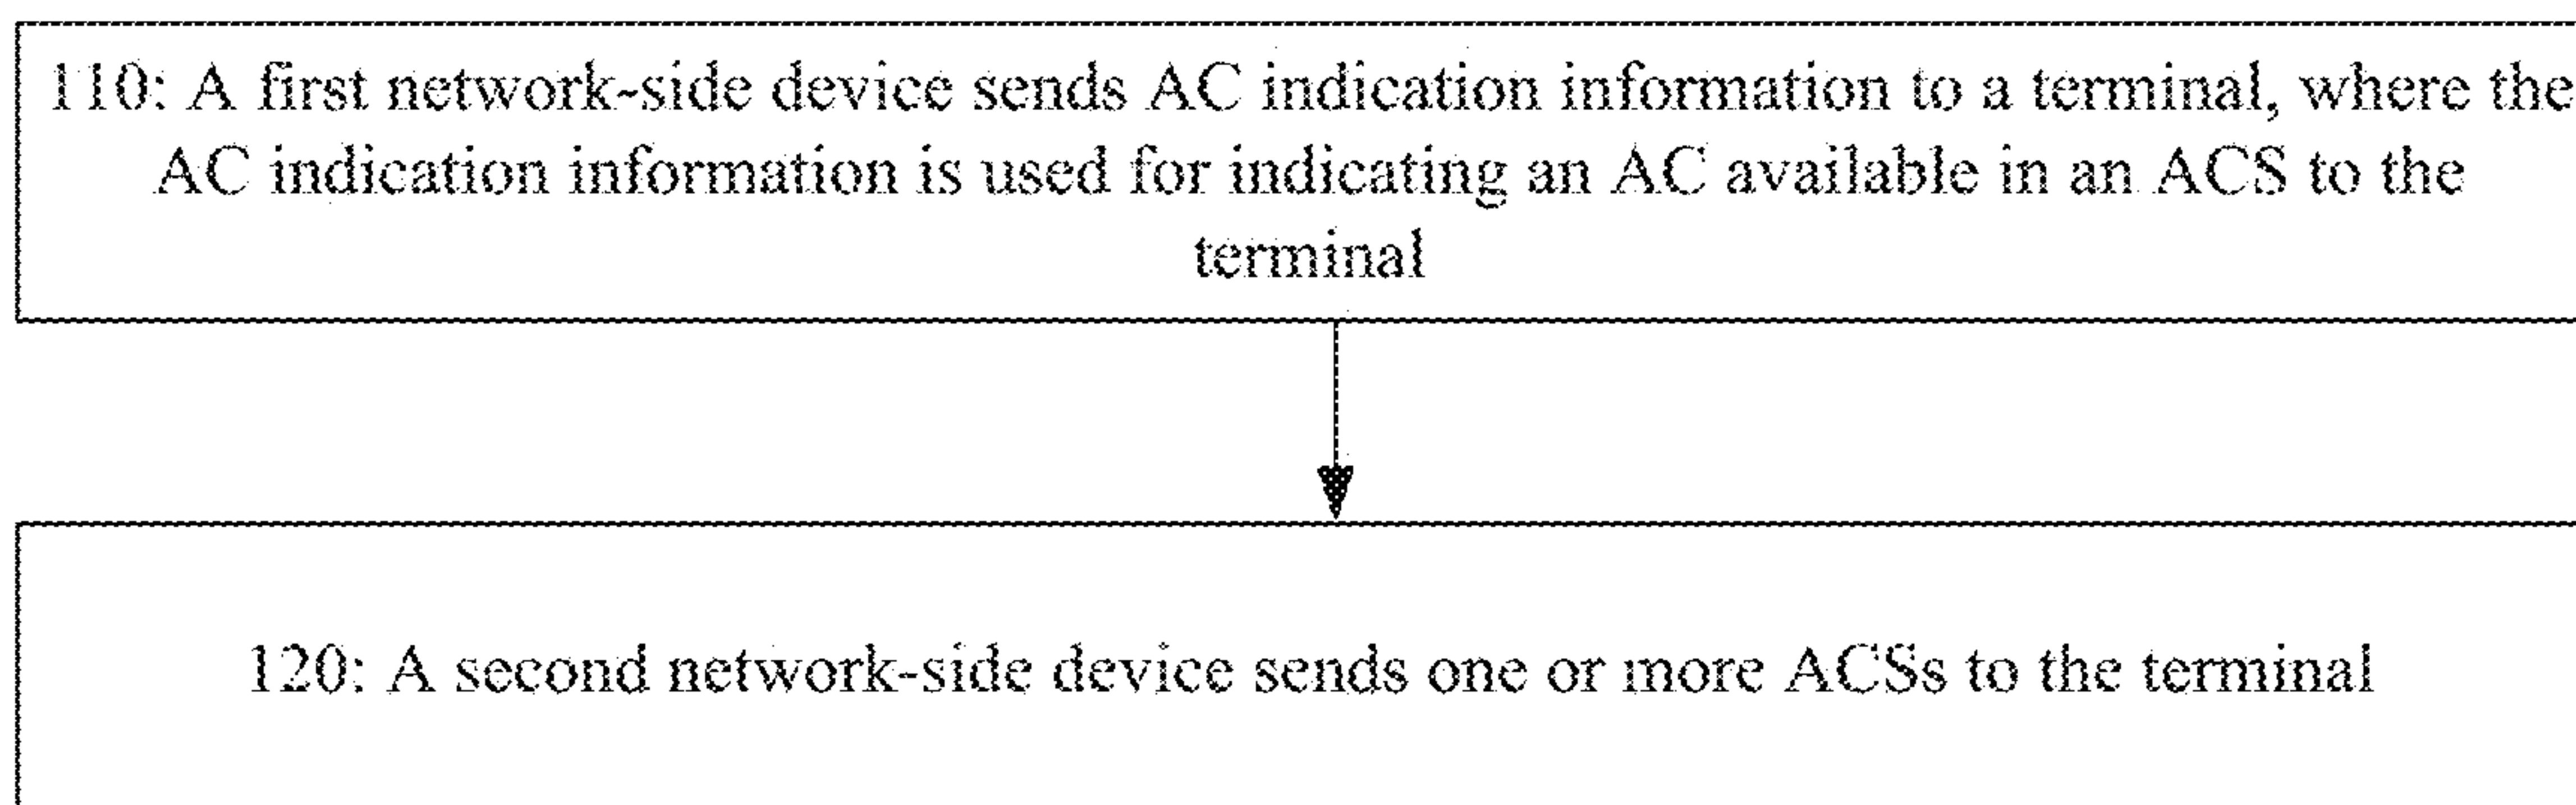 110: A first network-side device sends AC indication information to a terminal, where the
AC indication information is used for indicating an AC available in an ACS to the
terminal
120: A second network-side device sends one or more ACSs to the terminal